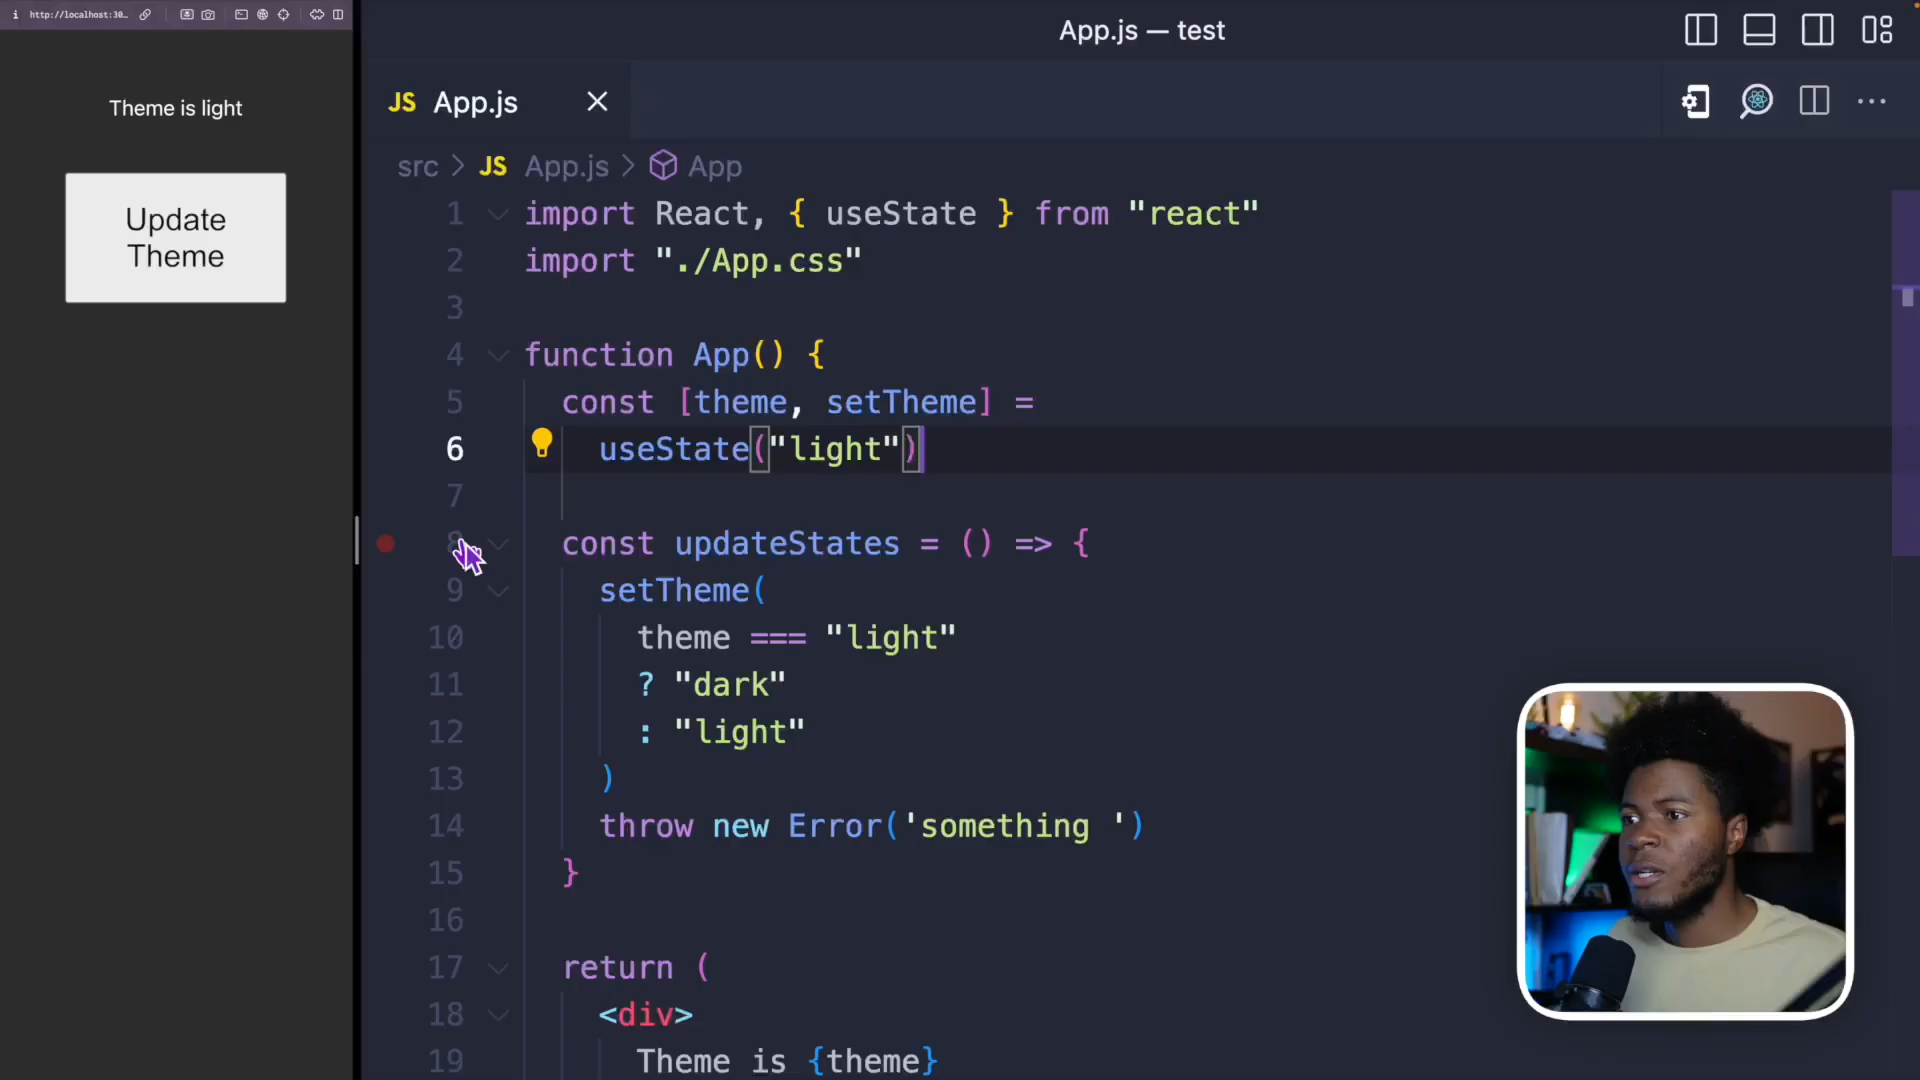 http://localhost:30…
Theme is light
Update
Theme
App.js — test
JS App.js
src > JS App.js > App
1 import React, { useState } from "react"
2 import "./App.css"
3
4 function App() {
5 const [theme, setTheme] =
6 useState("light")
7
8 const updateStates = () => {
9 setTheme(
10 theme === "light"
11 ? "dark"
12 : "light"
13 )
14 throw new Error('something ')
15 }
16
17 return (
18 <div>
19 Theme is {theme}